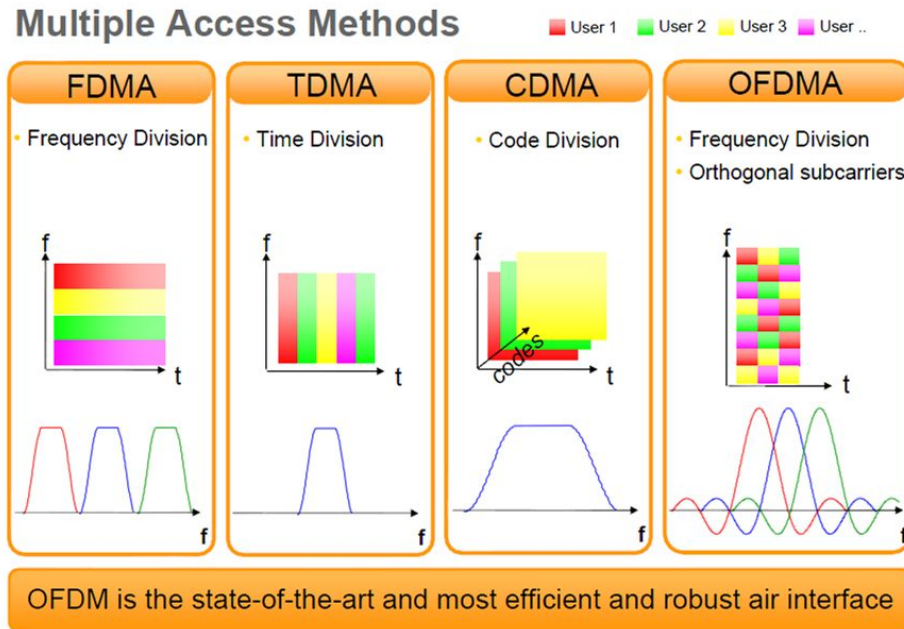 Multiple Access Methods
User 1 User 2 User 3 User ..
FDMA
• Frequency Division
f
t
f
TDMA
• Time Division
f
t
f
CDMA
• Code Division
f
codes
t
f
OFDMA
• Frequency Division
• Orthogonal subcarriers
f
t
f
OFDM is the state-of-the-art and most efficient and robust air interface